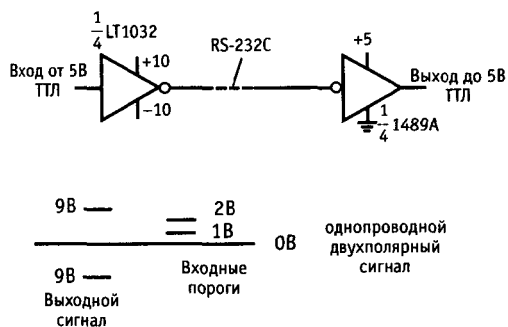 1/4 LT1032
+10
RS-232C
+5
Вход от 5В
ТТЛ
Выход до 5В
ТТЛ
−10
1/4 1489А
9В
2В
1В
0В
однопроводной
двухполярный
сигнал
9В
Входные
пороги
Выходной
сигнал